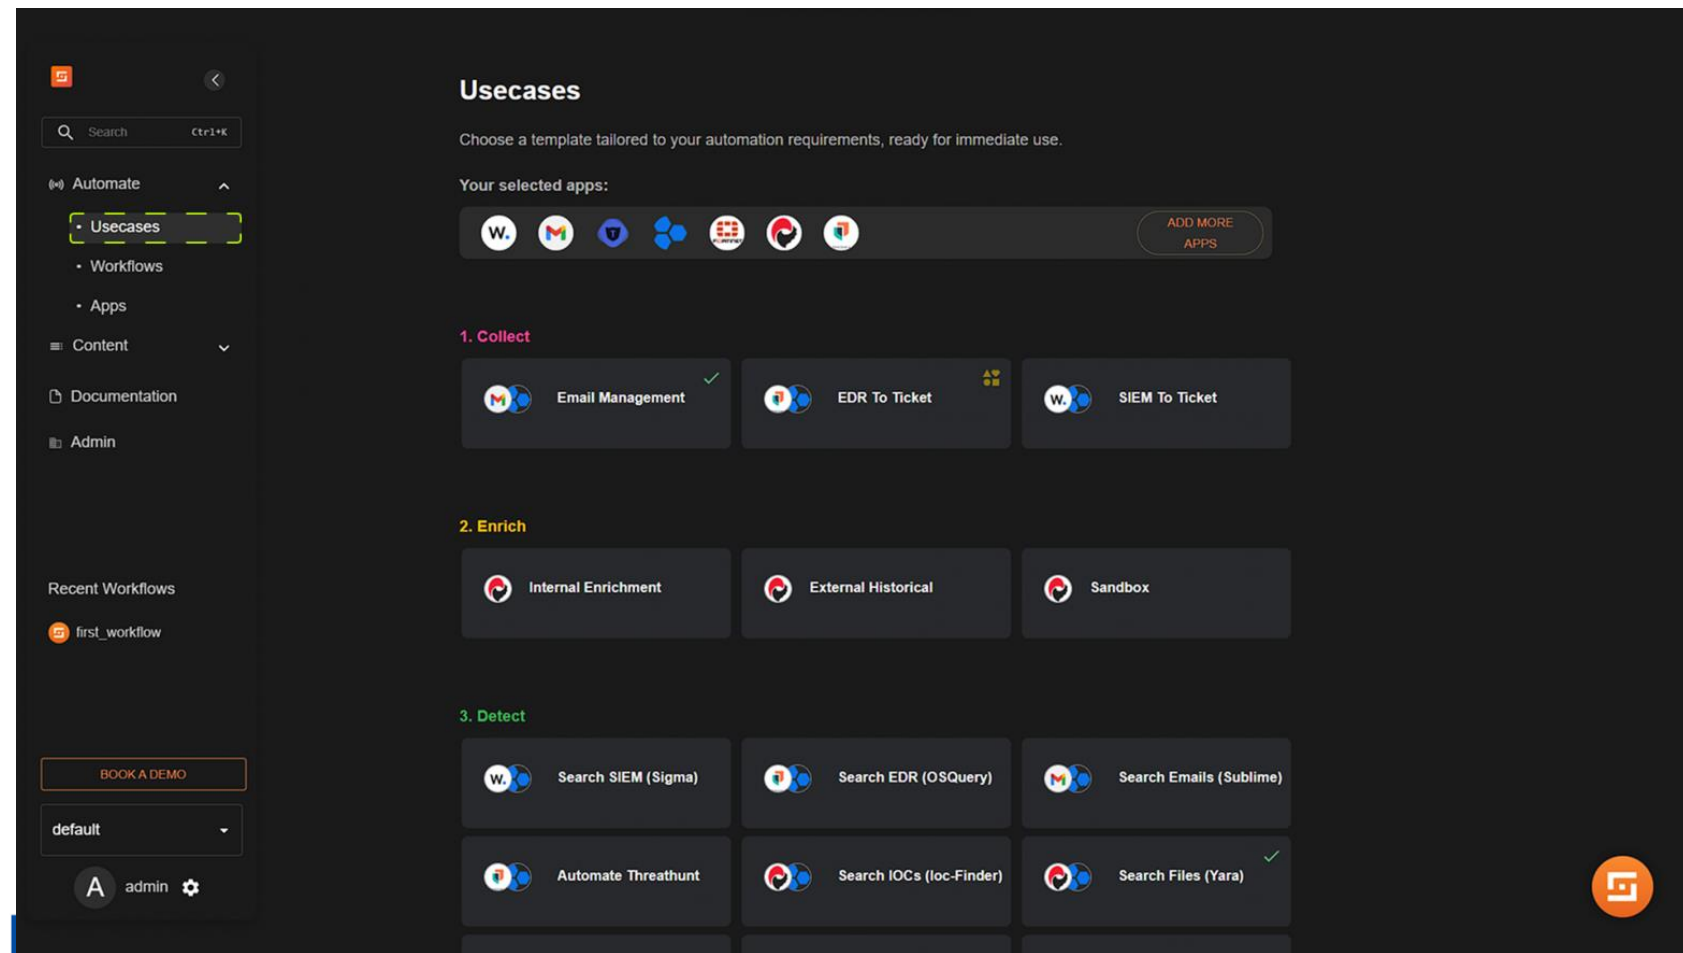 Search Ctrl+K
Automate
• Usecases
• Workflows
• Apps
Content
Documentation
Admin
Recent Workflows
first_workflow
BOOK A DEMO
default
A admin
Usecases
Choose a template tailored to your automation requirements, ready for immediate use.
Your selected apps:
W.
ADD MORE
APPS
1. Collect
Email Management
EDR To Ticket
W. SIEM To Ticket
2. Enrich
Internal Enrichment
External Historical
Sandbox
3. Detect
W. Search SIEM (Sigma)
Search EDR (OSQuery)
Search Emails (Sublime)
Automate Threathunt
Search IOCs (Ioc-Finder)
Search Files (Yara)